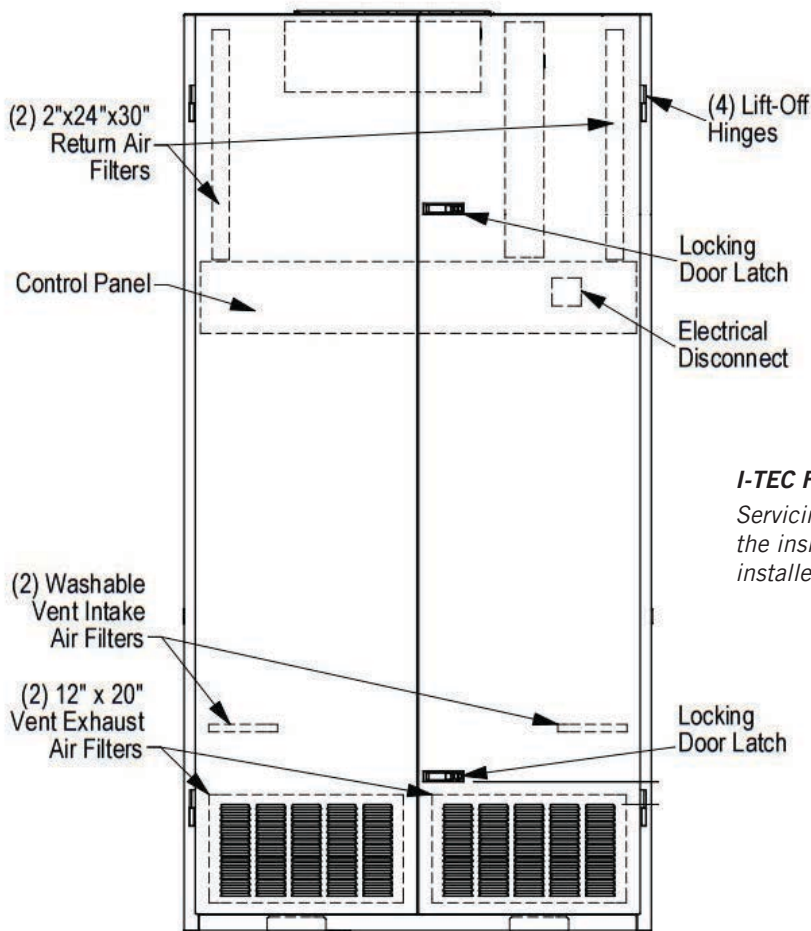 (2) 2"x24"x30"
Return Air
Filters
(4) Lift-Off
Hinges
Locking
Door Latch
Control Panel
Electrical
Disconnect
I-TEC
Servicin
the insi
installe
(2) Washable
Vent Intake
Air Filters
(2) 12" x 20"
Vent Exhaust
Air Filters
Locking
Door Latch